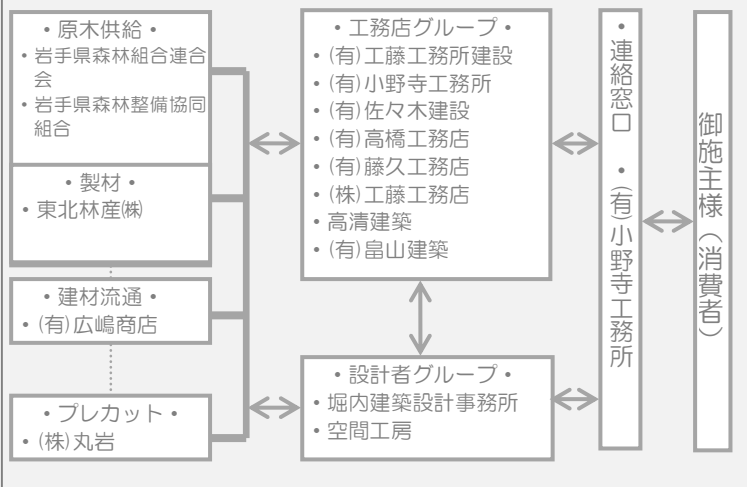 ・原木供給・
・岩手県森林組合連合
会
・岩手県森林整備協同
組合
・製材・
・東北林産㈱
・建材流通・
・(有)広嶋商店
・プレカット・
・(株)丸岩
・工務店グループ・
・(有)工藤工務所建設
・(有)小野寺工務所
・(有)佐々木建設
・(有)高橋工務店
・(有)藤久工務店
・(株)工藤工務店
・高清建築
・(有)畠山建築
・設計者グループ・
・堀内建築設計事務所
・空間工房
・連絡窓口 ・(有)小野寺工務所
御施主様(消費者)